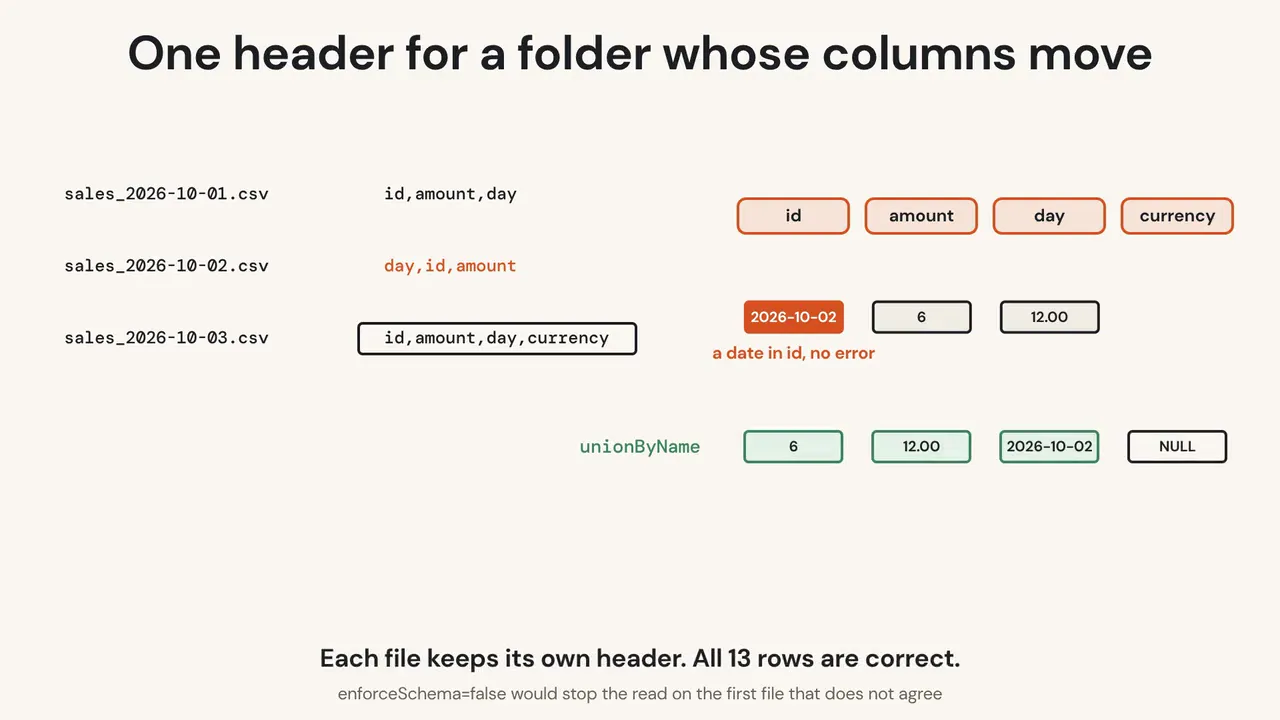 One header for a folder whose columns move
sales_2026-10-01.csv
id,amount,day
id
amount
day
currency
sales_2026-10-02.csv
day,id,amount
2026-10-02
6
12.00
sales_2026-10-03.csv
id,amount,day,currency
a date in id, no error
unionByName
6
12.00
2026-10-02
NULL
Each file keeps its own header. All 13 rows are correct.
enforceSchema=false would stop the read on the first file that does not agree